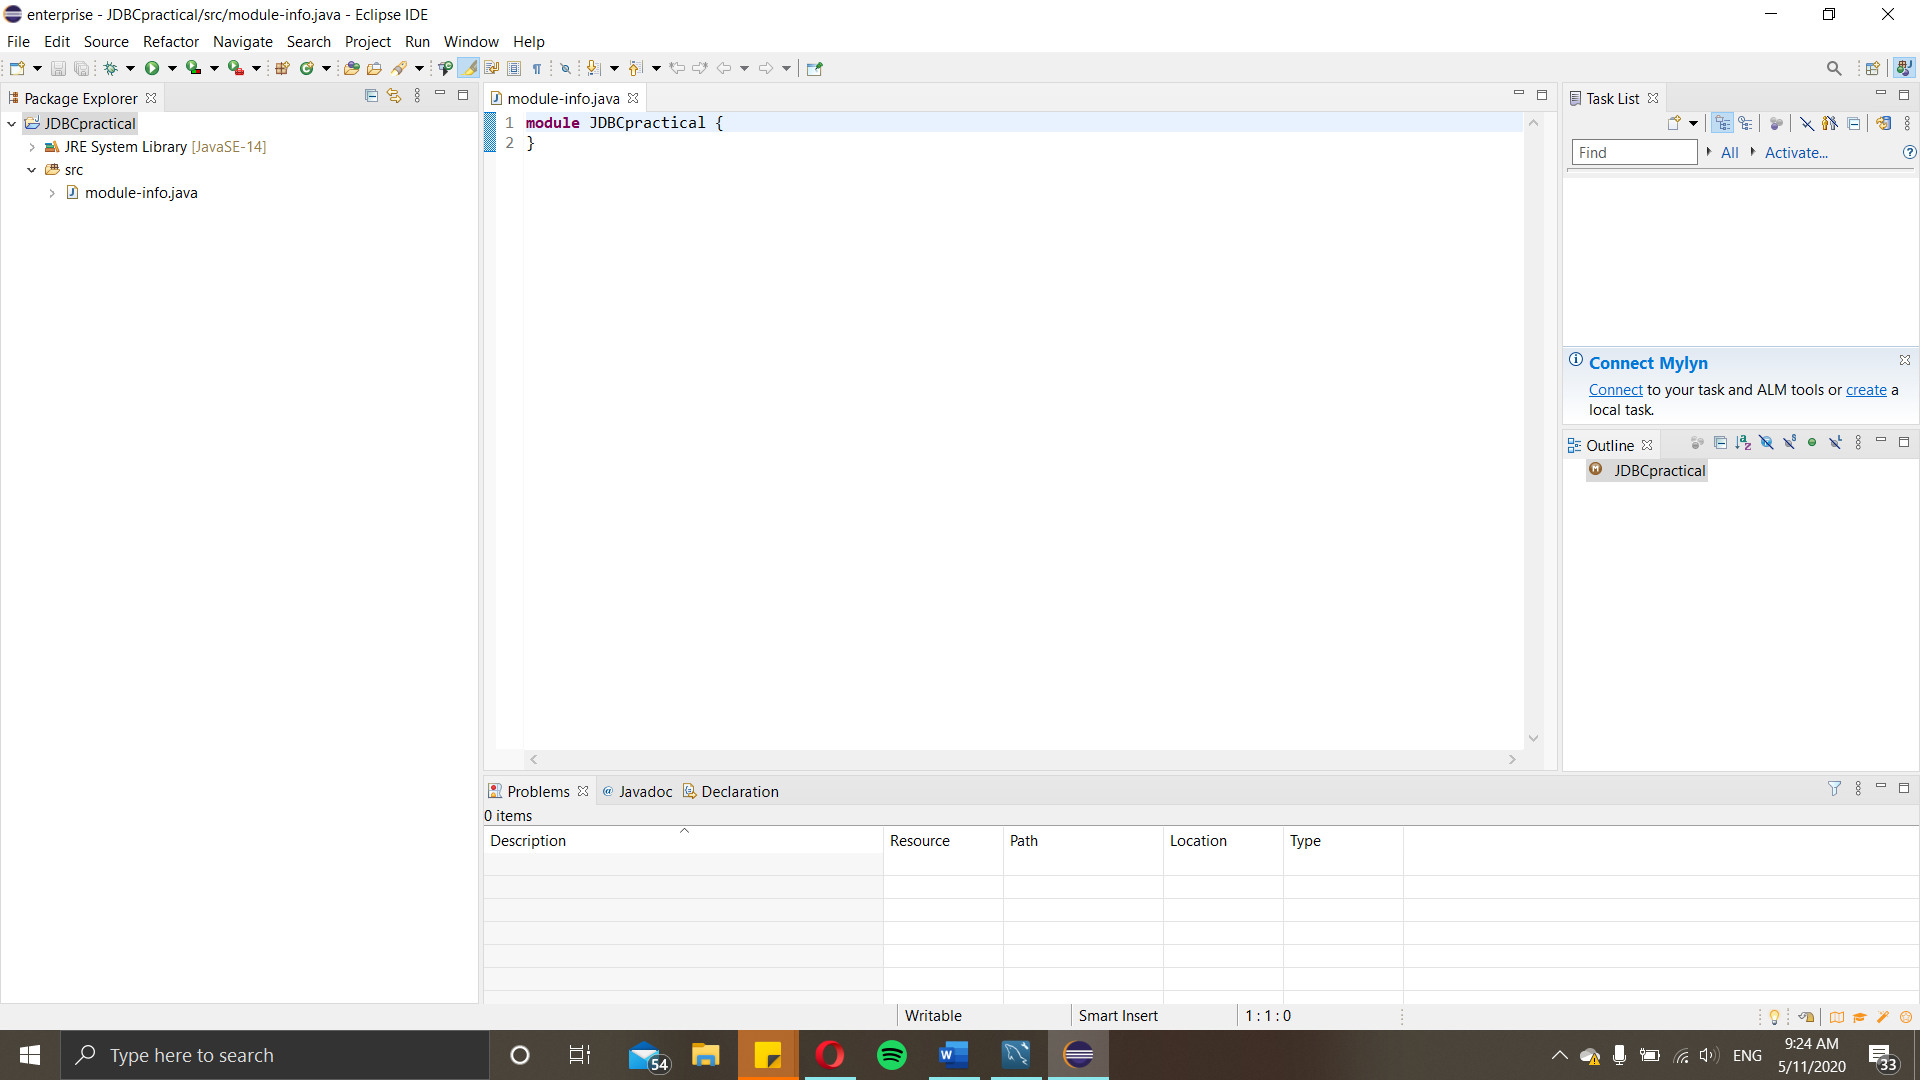 enterprise - JDBCpractical/src/module-info.java - Eclipse IDE
File Edit Source Refactor Navigate Search Project Run Window Help
Package Explorer
JDBCpractical
JRE System Library [JavaSE-14]
src
module-info.java
module-info.java
1 module JDBCpractical {
2 }
Task List
Find All Activate...
Connect Mylyn
Connect to your task and ALM tools or create a
local task.
Outline
JDBCpractical
Problems @ Javadoc Declaration
0 items
Description Resource Path Location Type
Writable Smart Insert 1 : 1 : 0
Type here to search
54
W
ENG
9:24 AM
5/11/2020
33